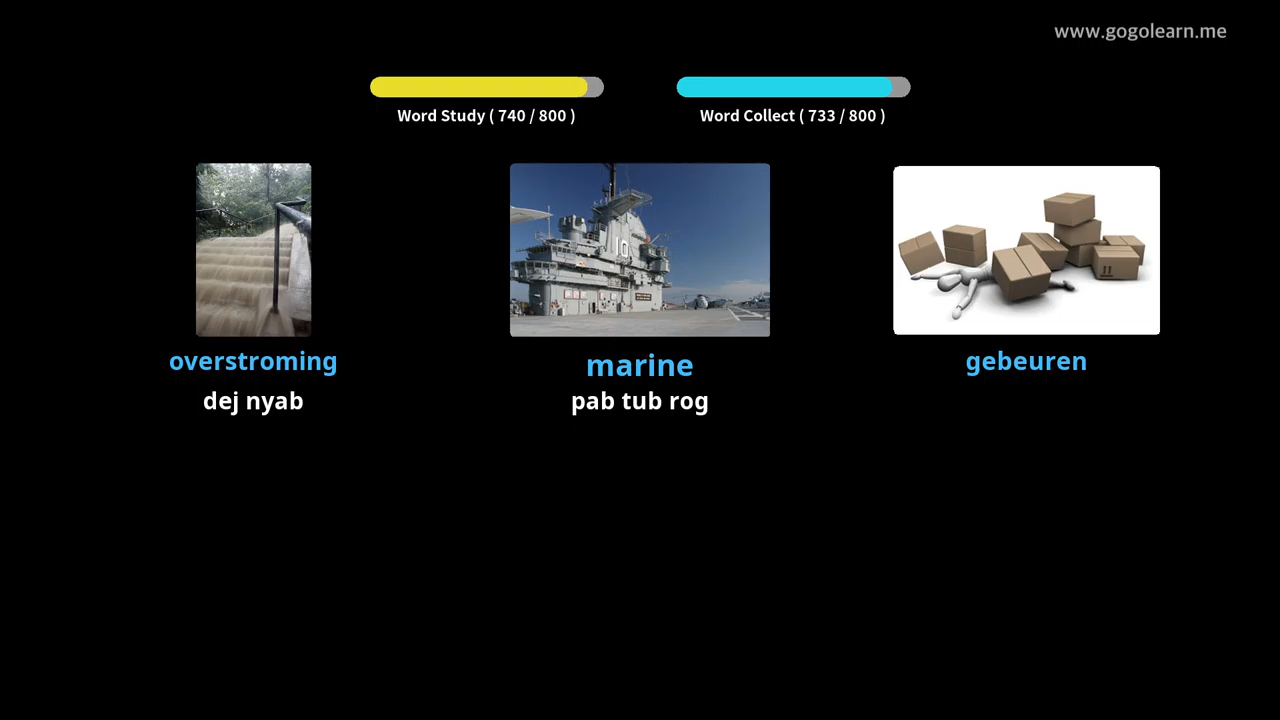 www.gogolearn.me
Word Study ( 740 / 800 )
Word Collect ( 733 / 800 )
overstroming
dej nyab
marine
pab tub rog
gebeuren